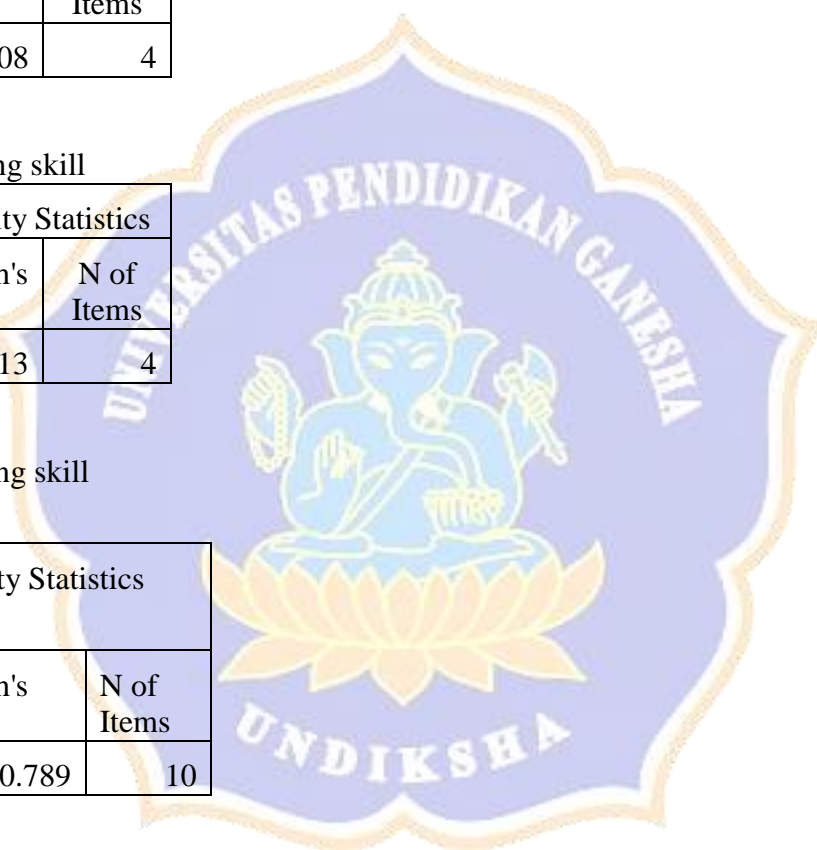 Items
08 4
ng skill
ty Statistics
n's N of
Items
13 4
ng skill
ty Statistics
n's N of
Items
0.789 10
UNIVERSITAS PENDIDIKAN GANESHA
UNDIKSHA